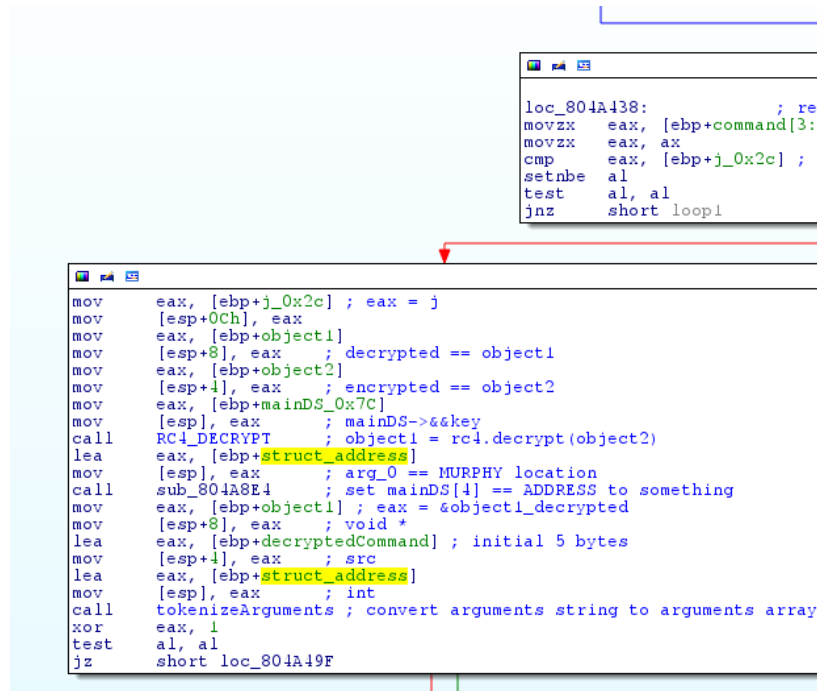 loc_804A438: ; re
movzx eax, [ebp+command[3:
movzx eax, ax
cmp eax, [ebp+j_0x2c] ;
setnbe al
test al, al
jnz short loop1
mov eax, [ebp+j_0x2c] ; eax = j
mov [esp+0Ch], eax
mov eax, [ebp+object1]
mov [esp+8], eax ; decrypted == object1
mov eax, [ebp+object2]
mov [esp+4], eax ; encrypted == object2
mov eax, [ebp+mainDS_0x7C]
mov [esp], eax ; mainDS->&&key
call RC4_DECRYPT ; object1 = rc4.decrypt(object2)
lea eax, [ebp+struct_address]
mov [esp], eax ; arg_0 == MURPHY location
call sub_804A8E4 ; set mainDS[4] == ADDRESS to something
mov eax, [ebp+object1] ; eax = &object1_decrypted
mov [esp+8], eax ; void *
lea eax, [ebp+decryptedCommand] ; initial 5 bytes
mov [esp+4], eax ; src
lea eax, [ebp+struct_address]
mov [esp], eax ; int
call tokenizeArguments ; convert arguments string to arguments array
xor eax, 1
test al, al
jz short loc_804A49F